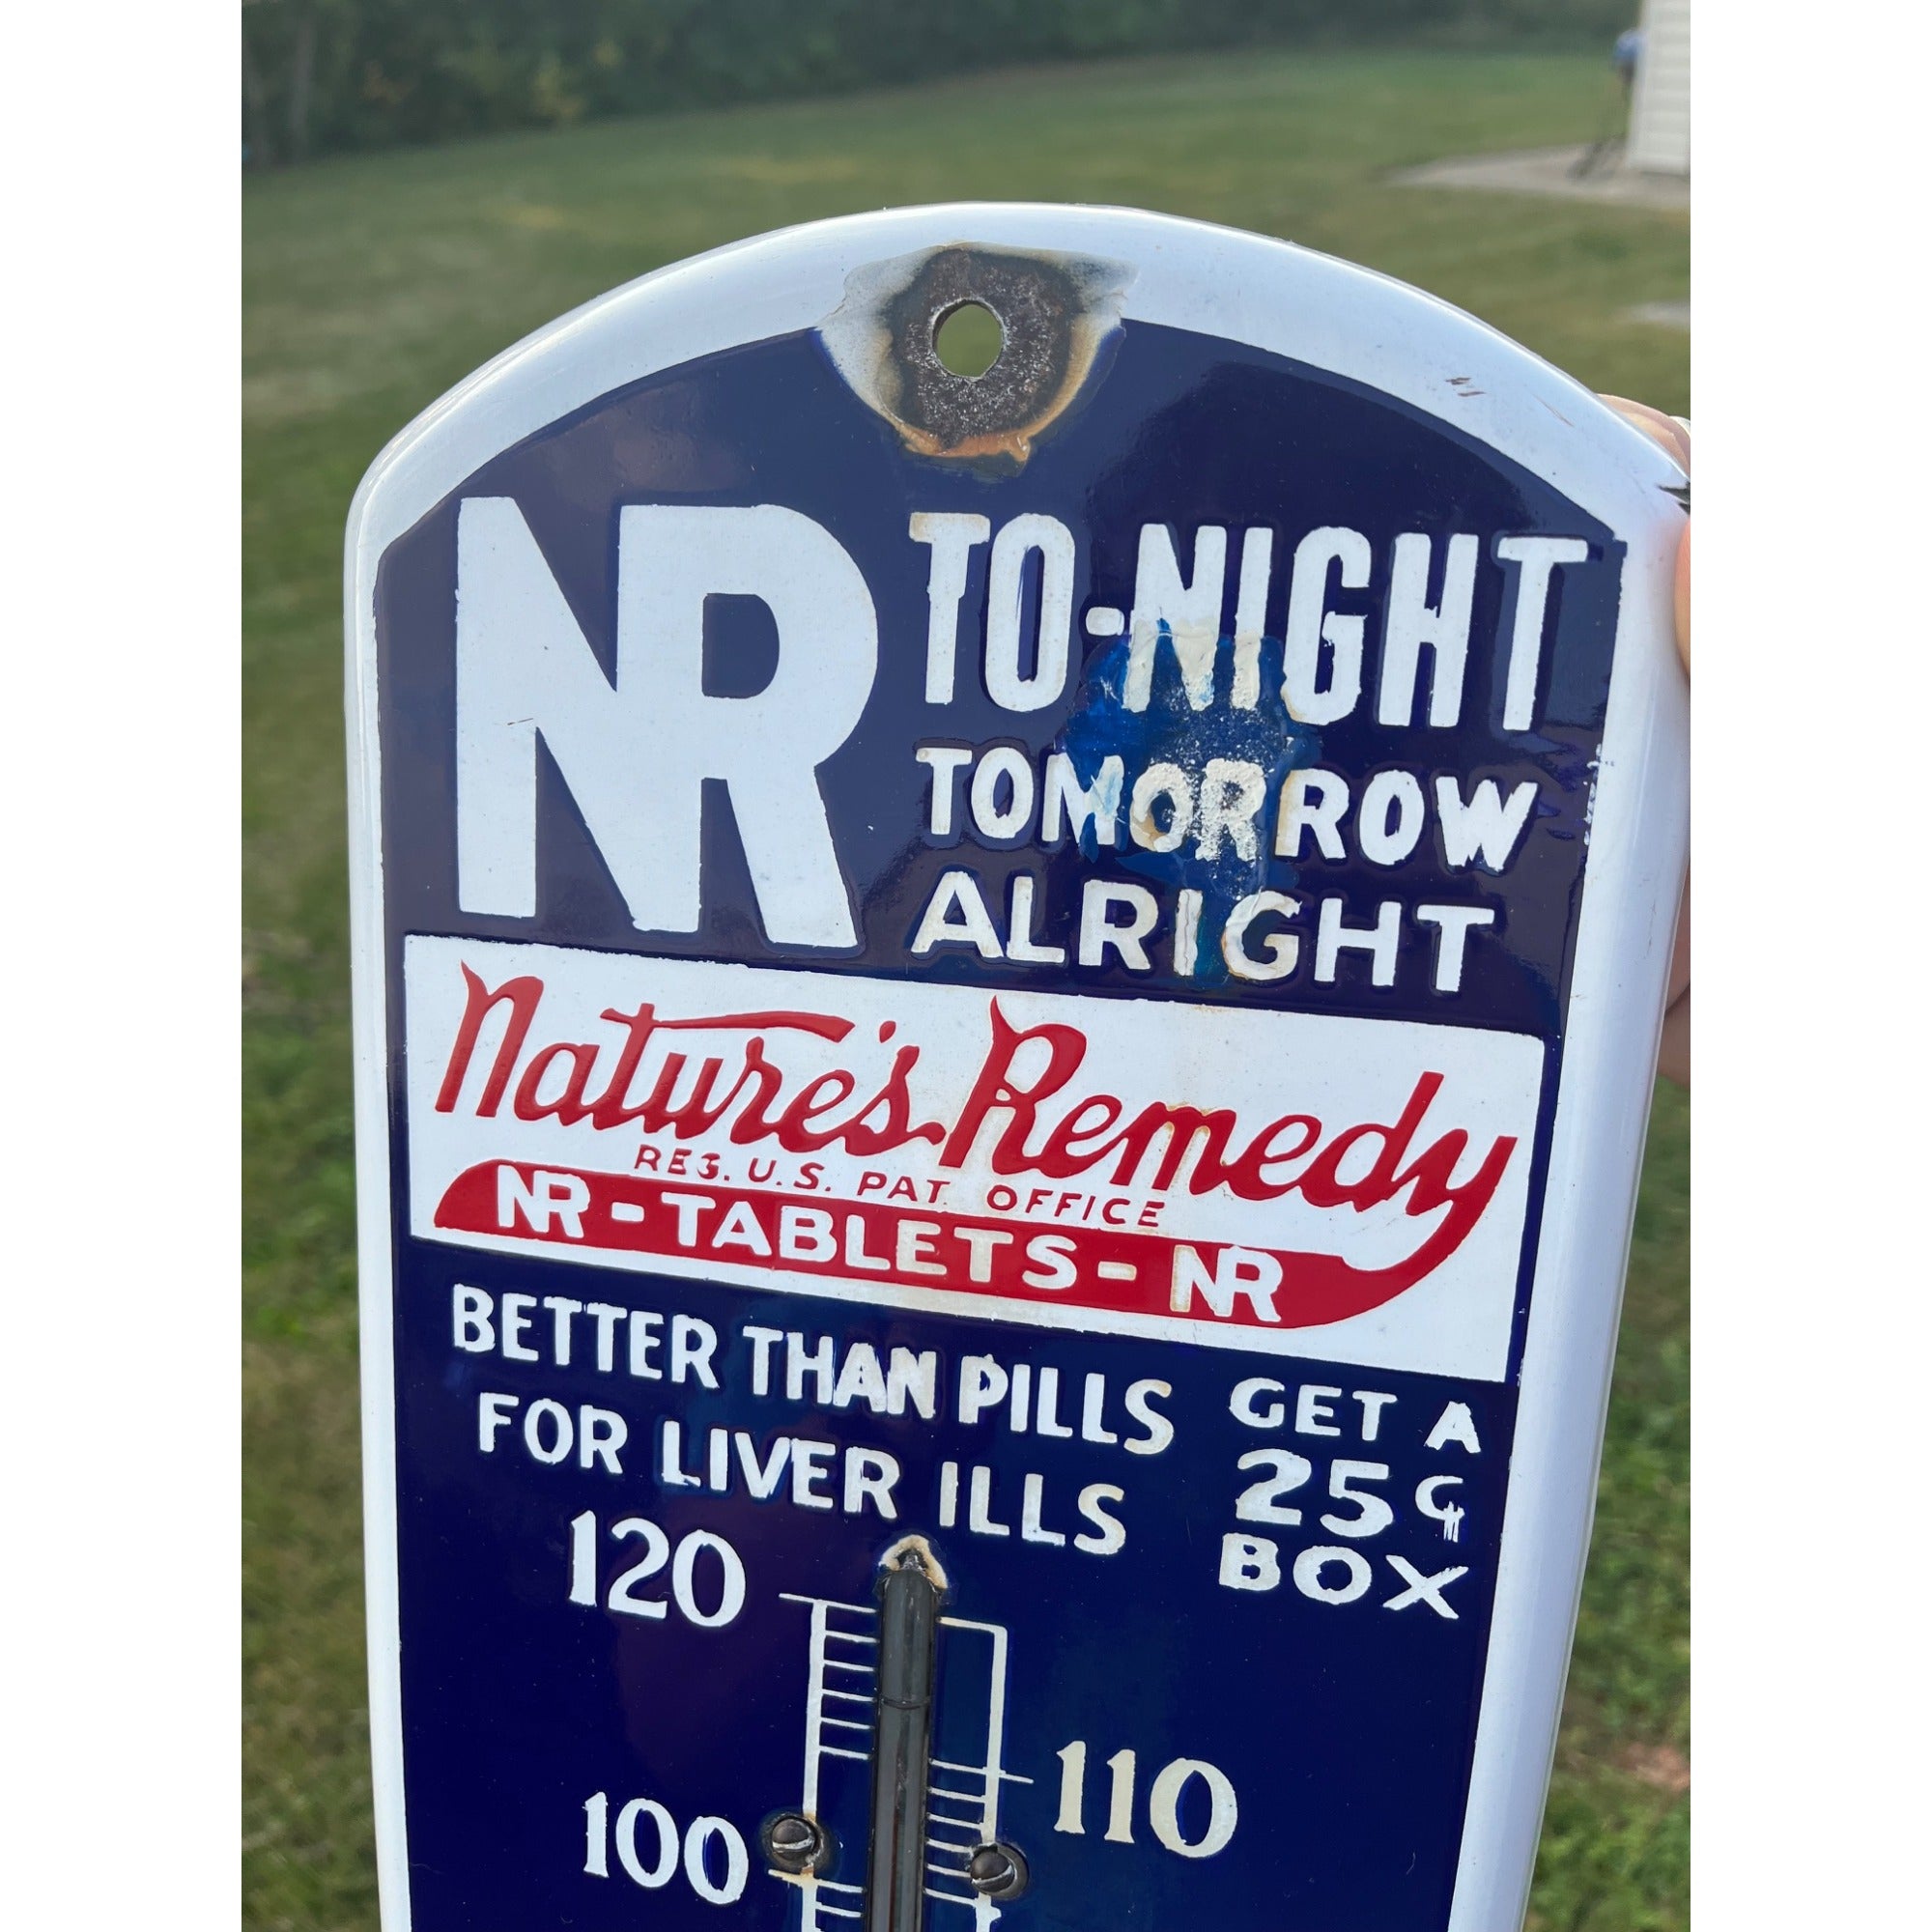 NR TO-NIGHT
TOMORROW
ALRIGHT
Nature's Remedy
REG. U.S. PAT. OFFICE
NR - TABLETS - NR
BETTER THAN PILLS
FOR LIVER ILLS
GET A
25¢
BOX
120
110
100